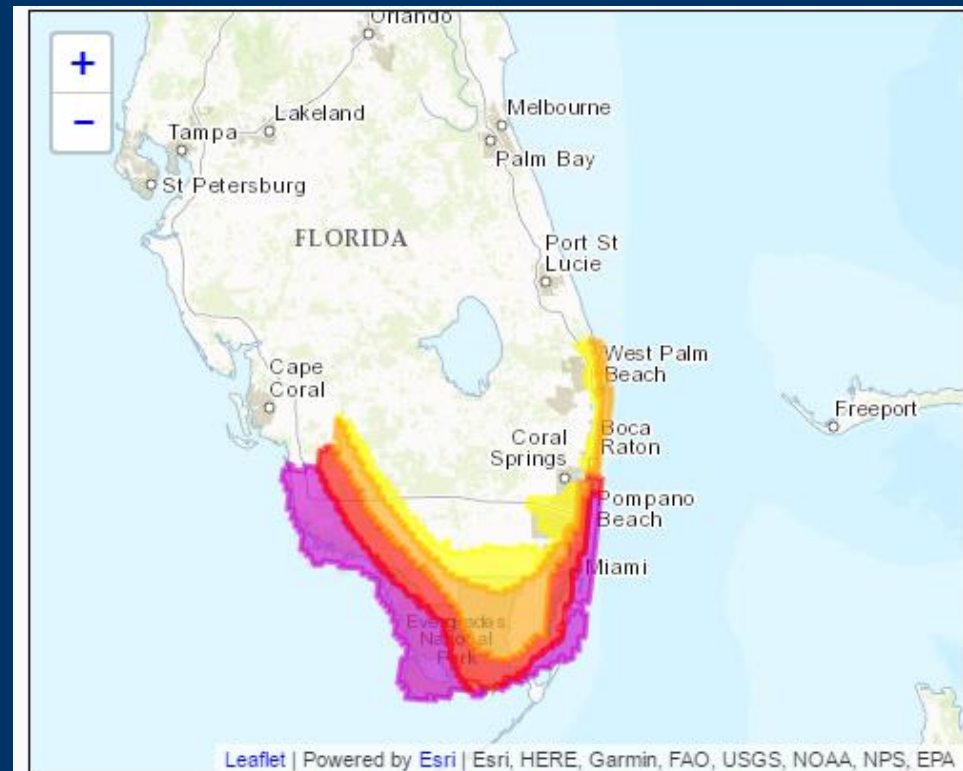 Orlando
+
−
Melbourne
Lakeland
Tampa
Palm Bay
St Petersburg
FLORIDA
Port St
Lucie
West Palm
Beach
Cape
Coral
Freeport
Boca
Raton
Coral
Springs
Pompano
Beach
Miami
Everglades
National
Park
Leaflet | Powered by Esri | Esri, HERE, Garmin, FAO, USGS, NOAA, NPS, EPA